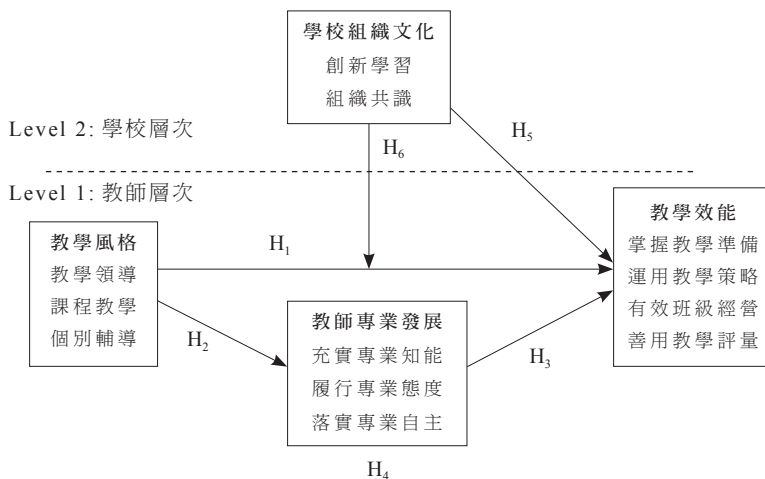 學校組織文化
創新學習
組織共識
Level 2: 學校層次
H5
H6
Level 1: 教師層次
教學風格
教學領導
課程教學
個別輔導
H1
教學效能
掌握教學準備
運用教學策略
有效班級經營
善用教學評量
H2
教師專業發展
充實專業知能
履行專業態度
落實專業自主
H3
H4